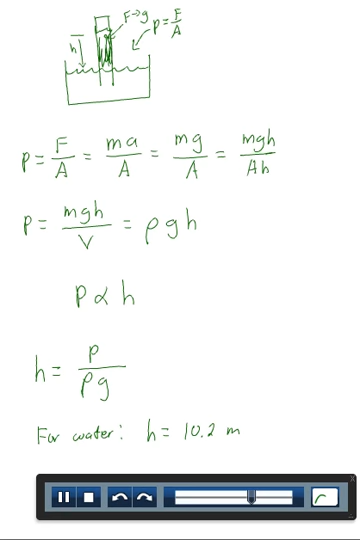 F→g
P = F/A
h
P = F/A = ma/A = mg/A = mgh/Ah
P = mgh/V = ρgh
P ∝ h
h = P/ρg
For water: h = 10.2 m